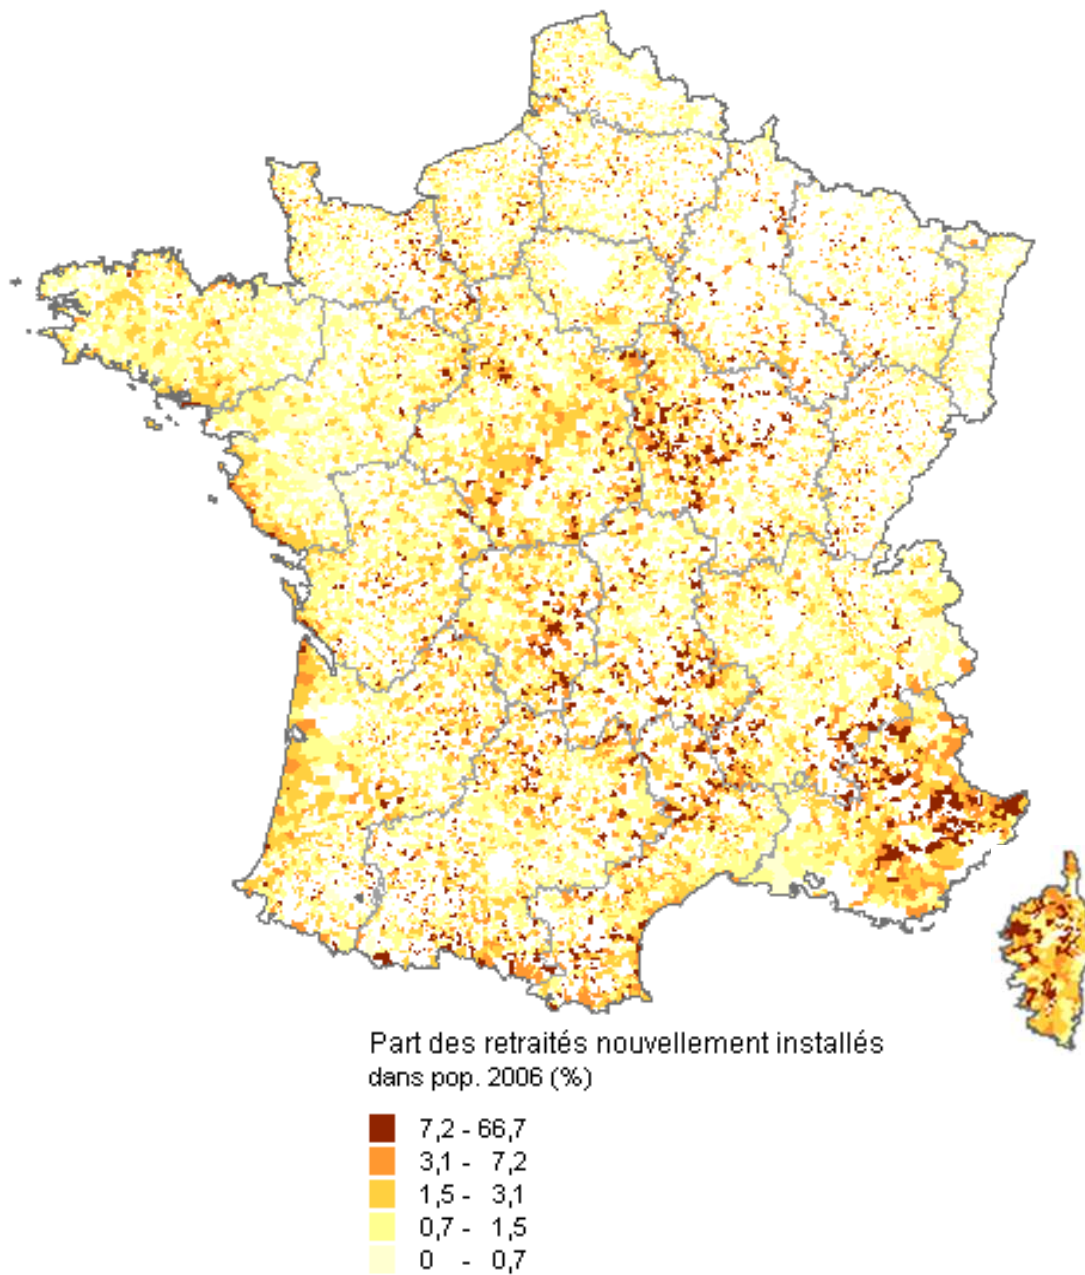 Part des retraités nouvellement installés
dans pop. 2006 (%)
7,2 - 66,7
3,1 - 7,2
1,5 - 3,1
0,7 - 1,5
0 - 0,7